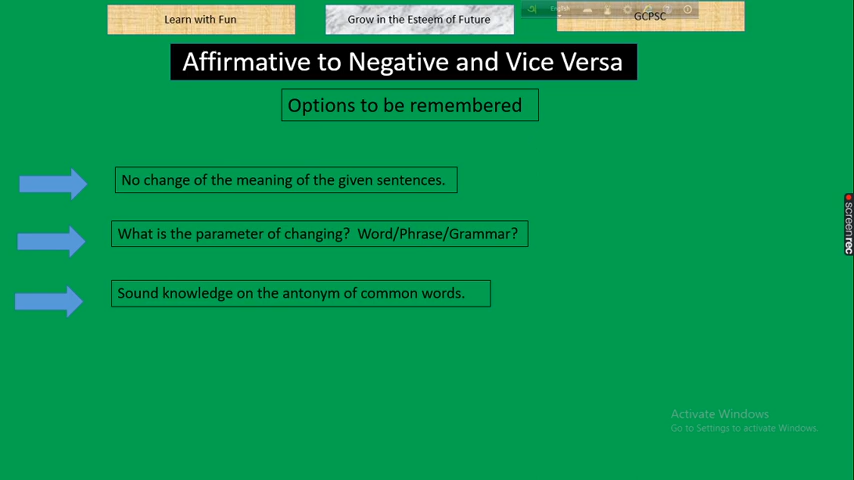 Learn with Fun
Grow in the Esteem of Future
English
GCPSC
Affirmative to Negative and Vice Versa
Options to be remembered
No change of the meaning of the given sentences.
What is the parameter of changing? Word/Phrase/Grammar?
Sound knowledge on the antonym of common words.
screenrec
Activate Windows
Go to Settings to activate Windows.